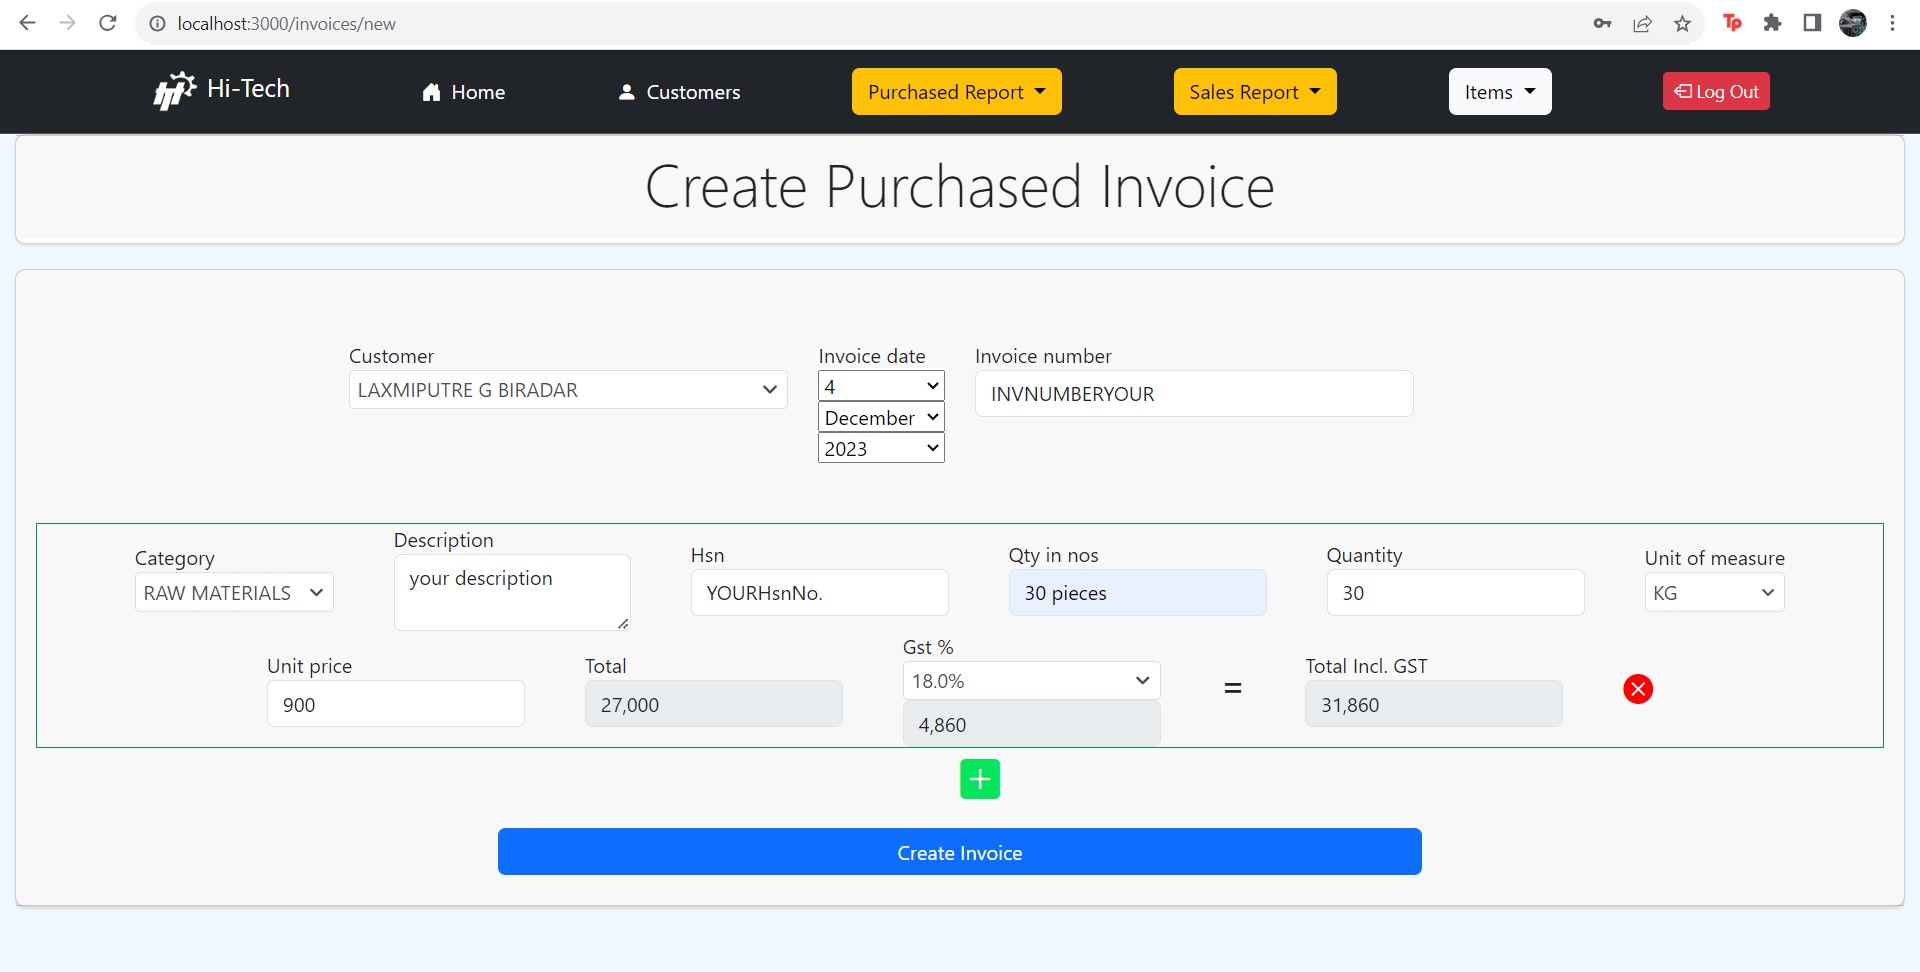 localhost:3000/invoices/new
Tp
Hi-Tech
Home
Customers
Purchased Report
Sales Report
Items
Log Out
Create Purchased Invoice
Customer
LAXMIPUTRE G BIRADAR
Invoice date
4
December
2023
Invoice number
INVNUMBERYOUR
Category
RAW MATERIALS
Description
your description
Hsn
YOURHsnNo.
Qty in nos
30 pieces
Quantity
30
Unit of measure
KG
Unit price
900
Total
27,000
Gst %
18.0%
4,860
=
Total Incl. GST
31,860
Create Invoice